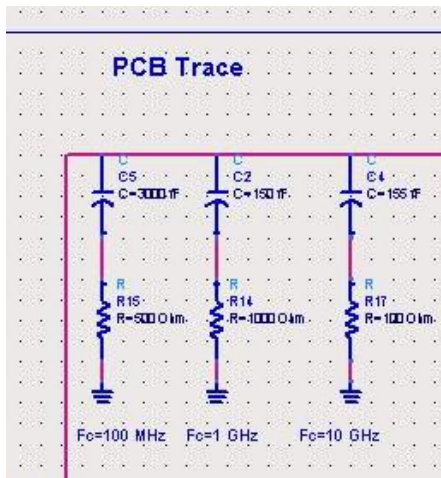 PCB Trace
C C C
C5 C2 C4
C=3000 fF C=150 fF C=155 fF
R R R
R15 R14 R17
R=500 Ohm R=1000 Ohm R=100 Ohm
Fc=100 MHz Fc=1 GHz Fc=10 GHz